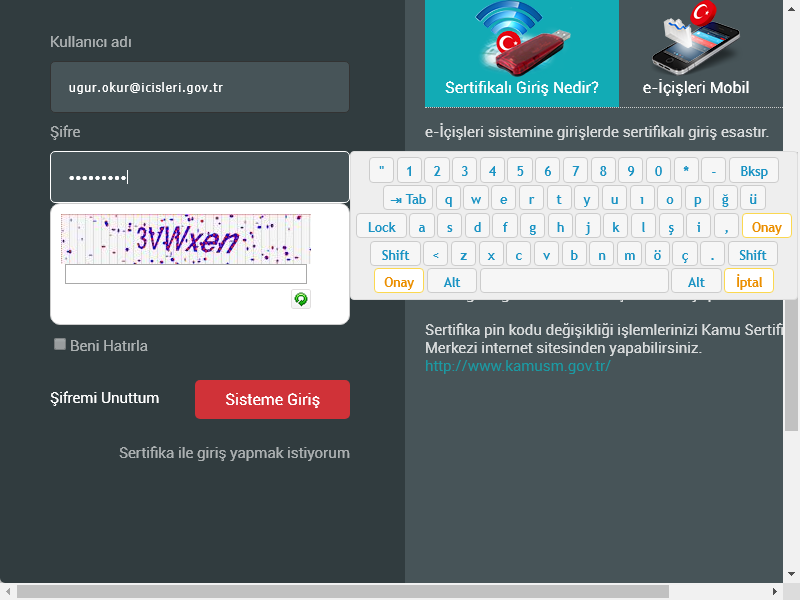 Kullanıcı adı
ugur.okur@icisleri.gov.tr
Şifre
•••••••••
3VWxen
Beni Hatırla
Şifremi Unuttum
Sisteme Giriş
Sertifika ile giriş yapmak istiyorum
Sertifikalı Giriş Nedir?
e-İçişleri Mobil
e-İçişleri sistemine girişlerde sertifikalı giriş esastır.
" 1 2 3 4 5 6 7 8 9 0 * - Bksp
⇥ Tab q w e r t y u ı o p ğ ü
Lock a s d f g h j k l ş i , Onay
Shift < z x c v b n m ö ç . Shift
Onay Alt Alt İptal
Sertifika pin kodu değişikliği işlemlerinizi Kamu Sertifi
Merkezi internet sitesinden yapabilirsiniz.
http://www.kamusm.gov.tr/